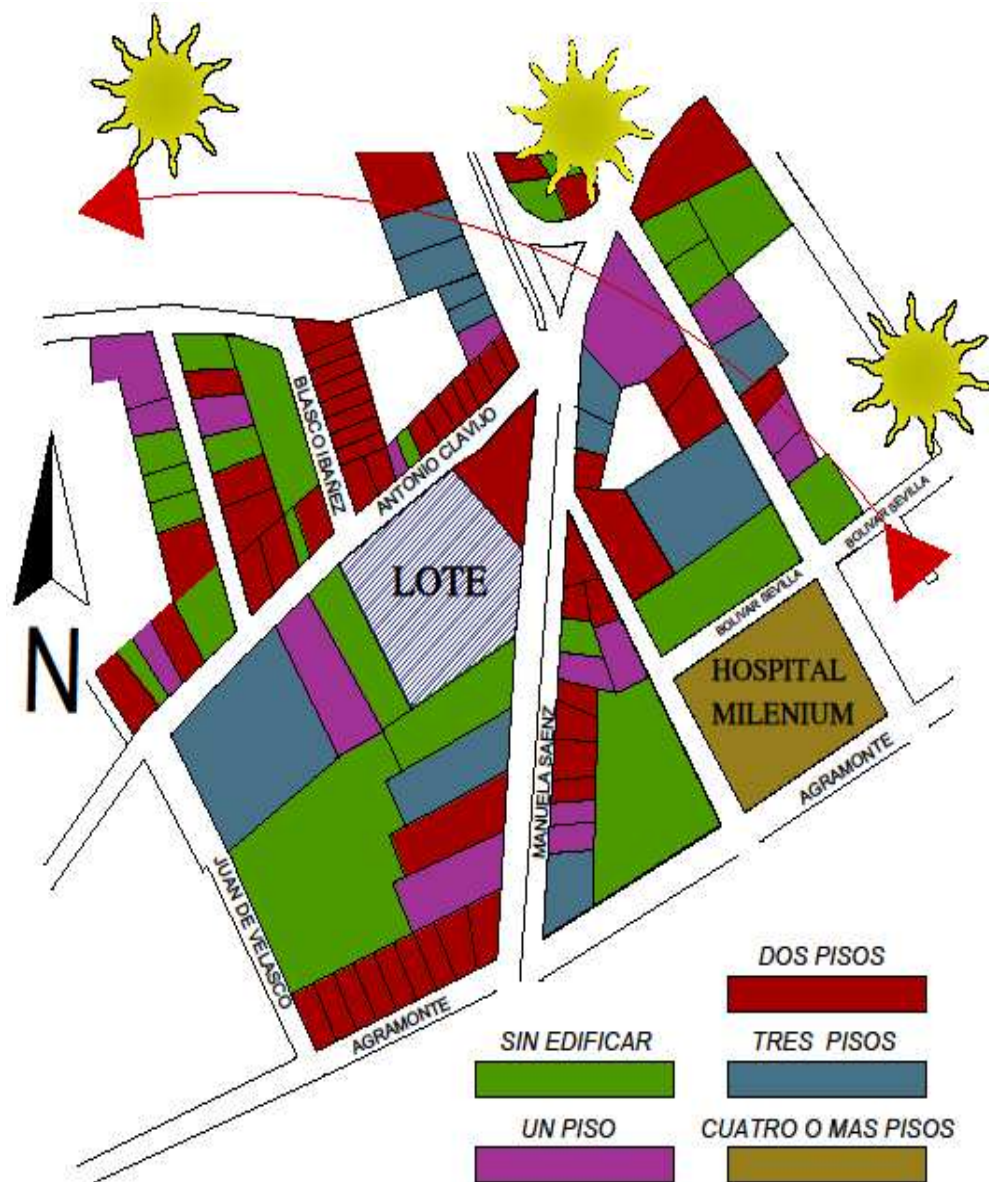 BLASCO IBAÑEZ
ANTONIO CLAVIJO
LOTE
BOLIVAR SEVILLA
BOLIVAR SEVILLA
N
HOSPITAL
MILENIUM
MANUELA SAENZ
AGRAMONTE
JUAN DE VELASCO
AGRAMONTE
DOS PISOS
SIN EDIFICAR
TRES PISOS
UN PISO
CUATRO O MAS PISOS